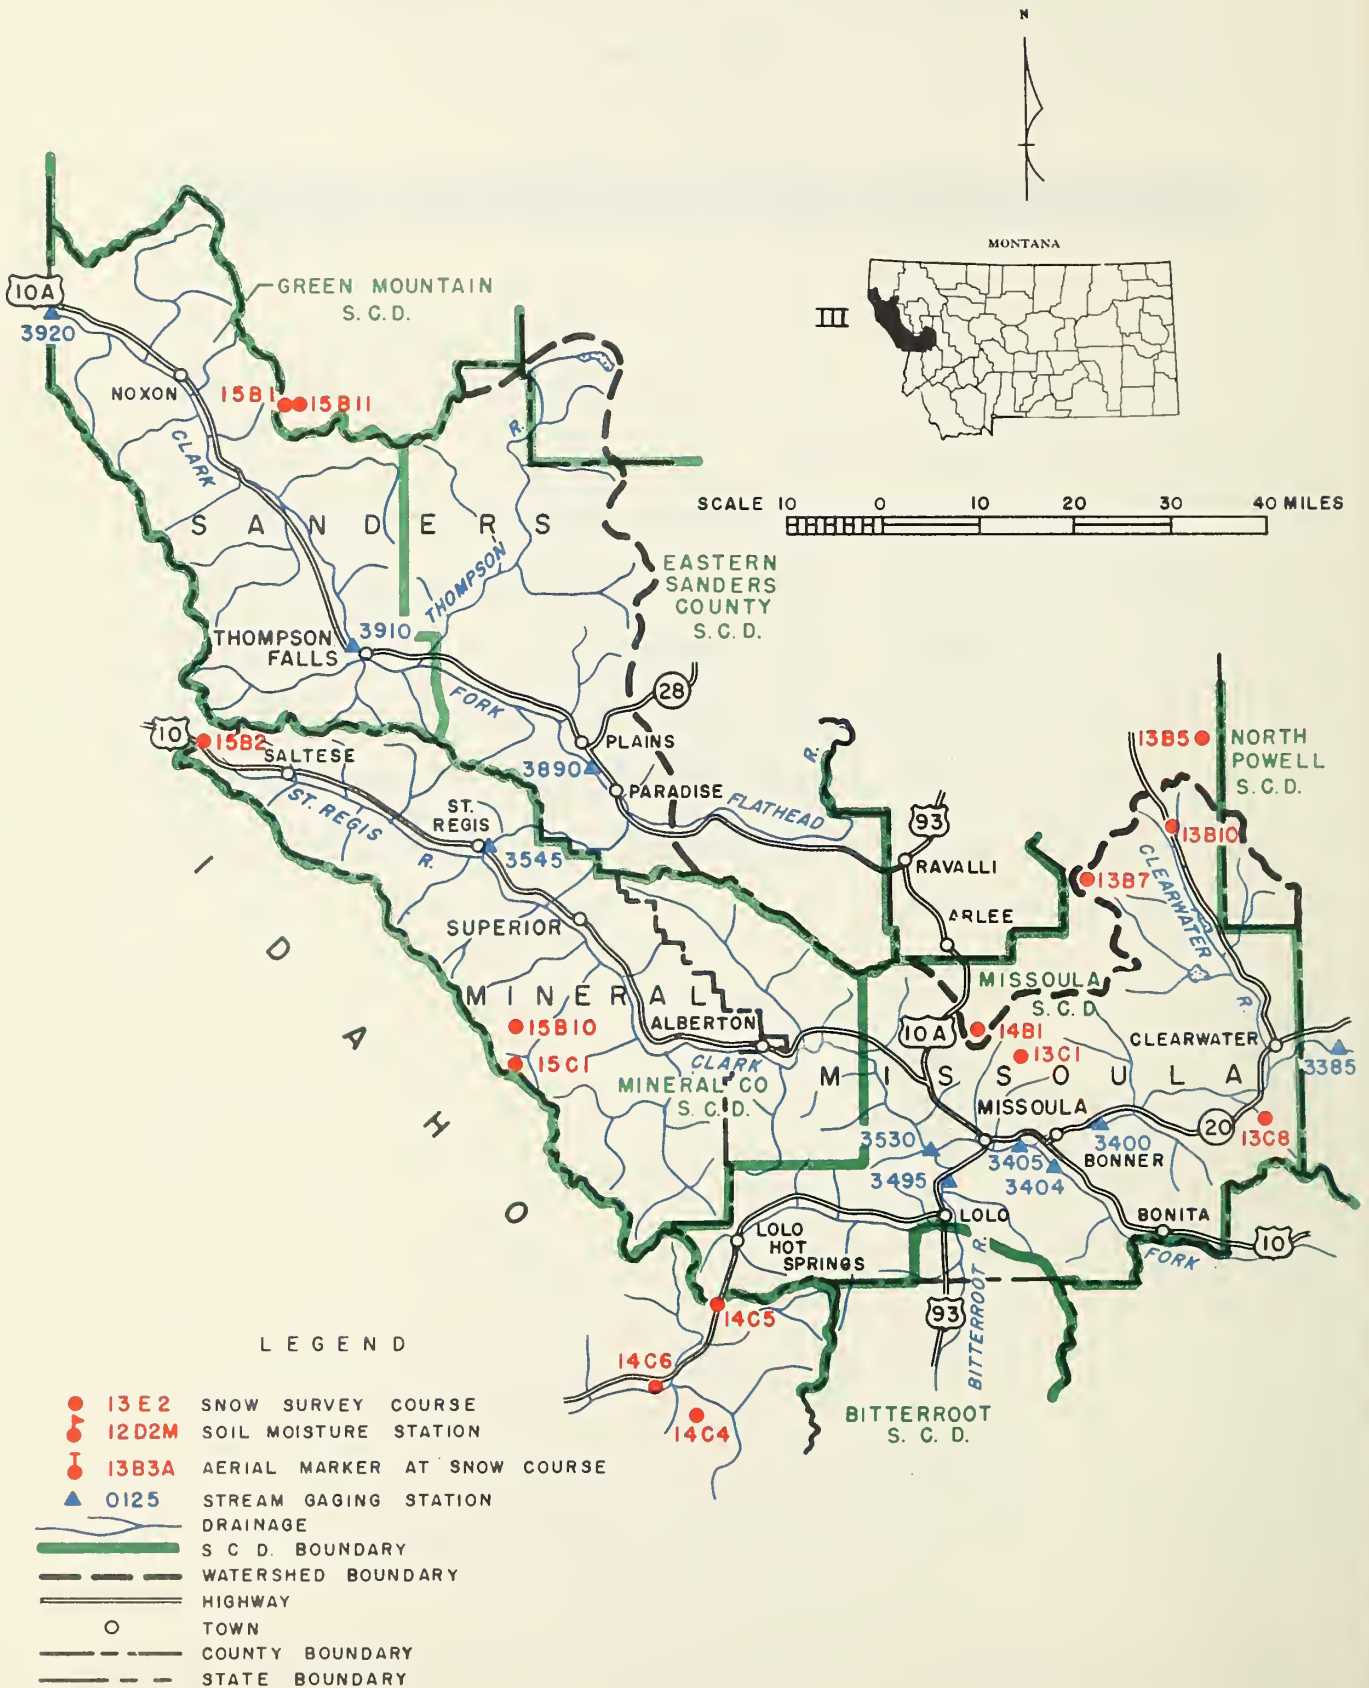 N
MONTANA
III
10A
3920
GREEN MOUNTAIN
S. C. D.
NOXON
15B1
15B11
CLARK
R.
SCALE 10 0 10 20 30 40 MILES
SANDERS
EASTERN
SANDERS
COUNTY
S. C. D.
THOMPSON
3910
THOMPSON
FALLS
FORK
28
10
15B2
SALTESE
PLAINS
3890
PARADISE
ST. REGIS
R.
ST.
REGIS
3545
FLATHEAD
R.
93
RAVALLI
ARLEE
13B5
NORTH
POWELL
S. C. D.
13B10
13B7
CLEARWATER
R.
IDAHO
SUPERIOR
MINERAL
15B10
15C1
ALBERTON
CLARK
MINERAL CO
S. C. D.
MISSOULA
S. C. D.
10A
14B1
13C1
CLEARWATER
3385
MISSOULA
MISSOULA
20
13C8
3530
3405
3400
BONNER
3404
3495
LOLO
BONITA
10
FORK
LOLO
HOT
SPRINGS
93
BITTERROOT R.
14C5
14C6
14C4
BITTERROOT
S. C. D.
LEGEND
13E2 SNOW SURVEY COURSE
12D2M SOIL MOISTURE STATION
13B3A AERIAL MARKER AT SNOW COURSE
0125 STREAM GAGING STATION
DRAINAGE
S C D. BOUNDARY
WATERSHED BOUNDARY
HIGHWAY
TOWN
COUNTY BOUNDARY
STATE BOUNDARY